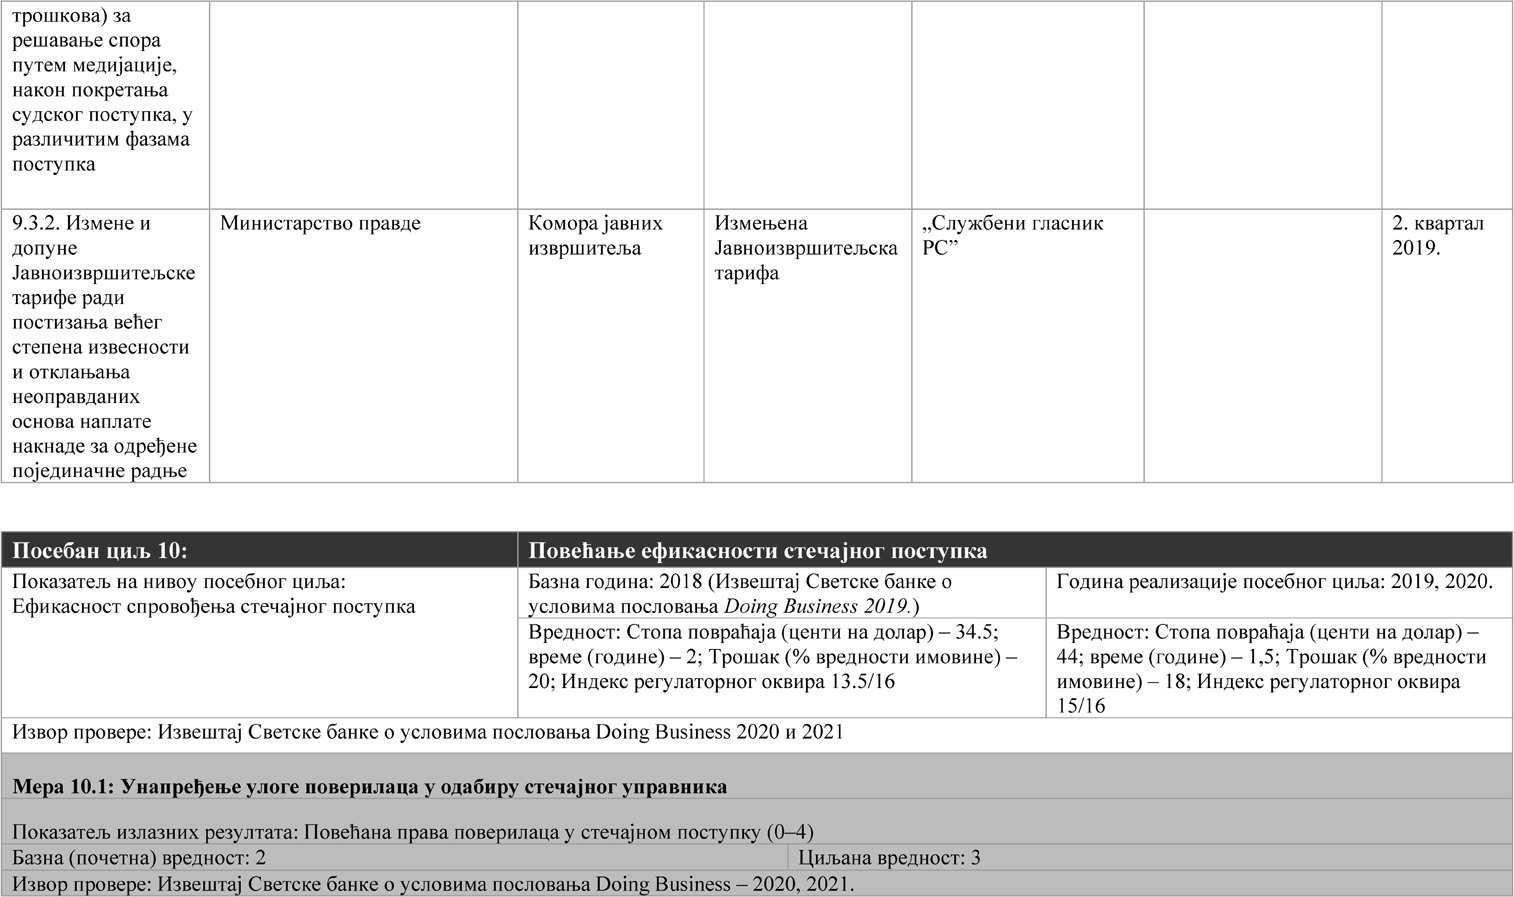 трошкова) за
решавање спора
путем медијације,
након покретања
судског поступка, у
различитим фазама
поступка
9.3.2. Измене и
допуне
Јавноизвршитељске
тарифе ради
постизања већег
степена извесности
и отклањања
неоправданих
основа наплате
накнаде за одређене
појединачне радње
Министарство правде
Комора јавних
извршитеља
Измењена
Јавноизвршитељска
тарифа
„Службени гласник
РС”
2. квартал
2019.
Посебан циљ 10:
Повећање ефикасности стечајног поступка
Показатељ на нивоу посебног циља:
Ефикасност спровођења стечајног поступка
Базна година: 2018 (Извештај Светске банке о
условима пословања Doing Business 2019.)
Година реализације посебног циља: 2019, 2020.
Вредност: Стопа повраћаја (центи на долар) – 34.5;
време (године) – 2; Трошак (% вредности имовине) –
20; Индекс регулаторног оквира 13.5/16
Вредност: Стопа повраћаја (центи на долар) –
44; време (године) – 1,5; Трошак (% вредности
имовине) – 18; Индекс регулаторног оквира
15/16
Извор провере: Извештај Светске банке о условима пословања Doing Business 2020 и 2021
Мера 10.1: Унапређење улоге поверилаца у одабиру стечајног управника
Показатељ излазних резултата: Повећана права поверилаца у стечајном поступку (0–4)
Базна (почетна) вредност: 2
Циљана вредност: 3
Извор провере: Извештај Светске банке о условима пословања Doing Business – 2020, 2021.